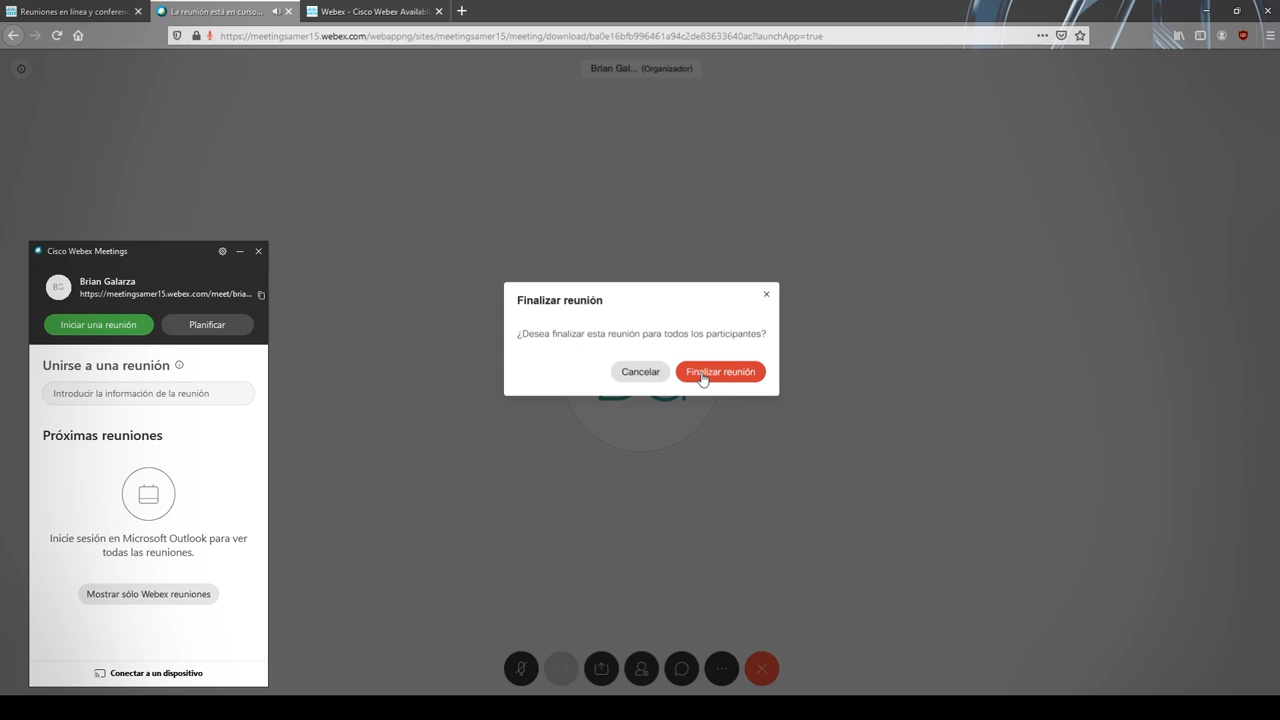 Reuniones en línea y conferen
La reunión está en curso...
Webex - Cisco Webex Availabl
https://meetingsamer15.webex.com/webappng/sites/meetingsamer15/meeting/download/ba0e16bfb996461a94c2de83633640ac?launchApp=true
Brian Gal... (Organizador)
Cisco Webex Meetings
BG
Brian Galarza
https://meetingsamer15.webex.com/meet/bria...
Iniciar una reunión
Planificar
Unirse a una reunión
Introducir la información de la reunión
Próximas reuniones
Inicie sesión en Microsoft Outlook para ver
todas las reuniones.
Mostrar sólo Webex reuniones
Conectar a un dispositivo
Finalizar reunión
¿Desea finalizar esta reunión para todos los participantes?
Cancelar
Finalizar reunión